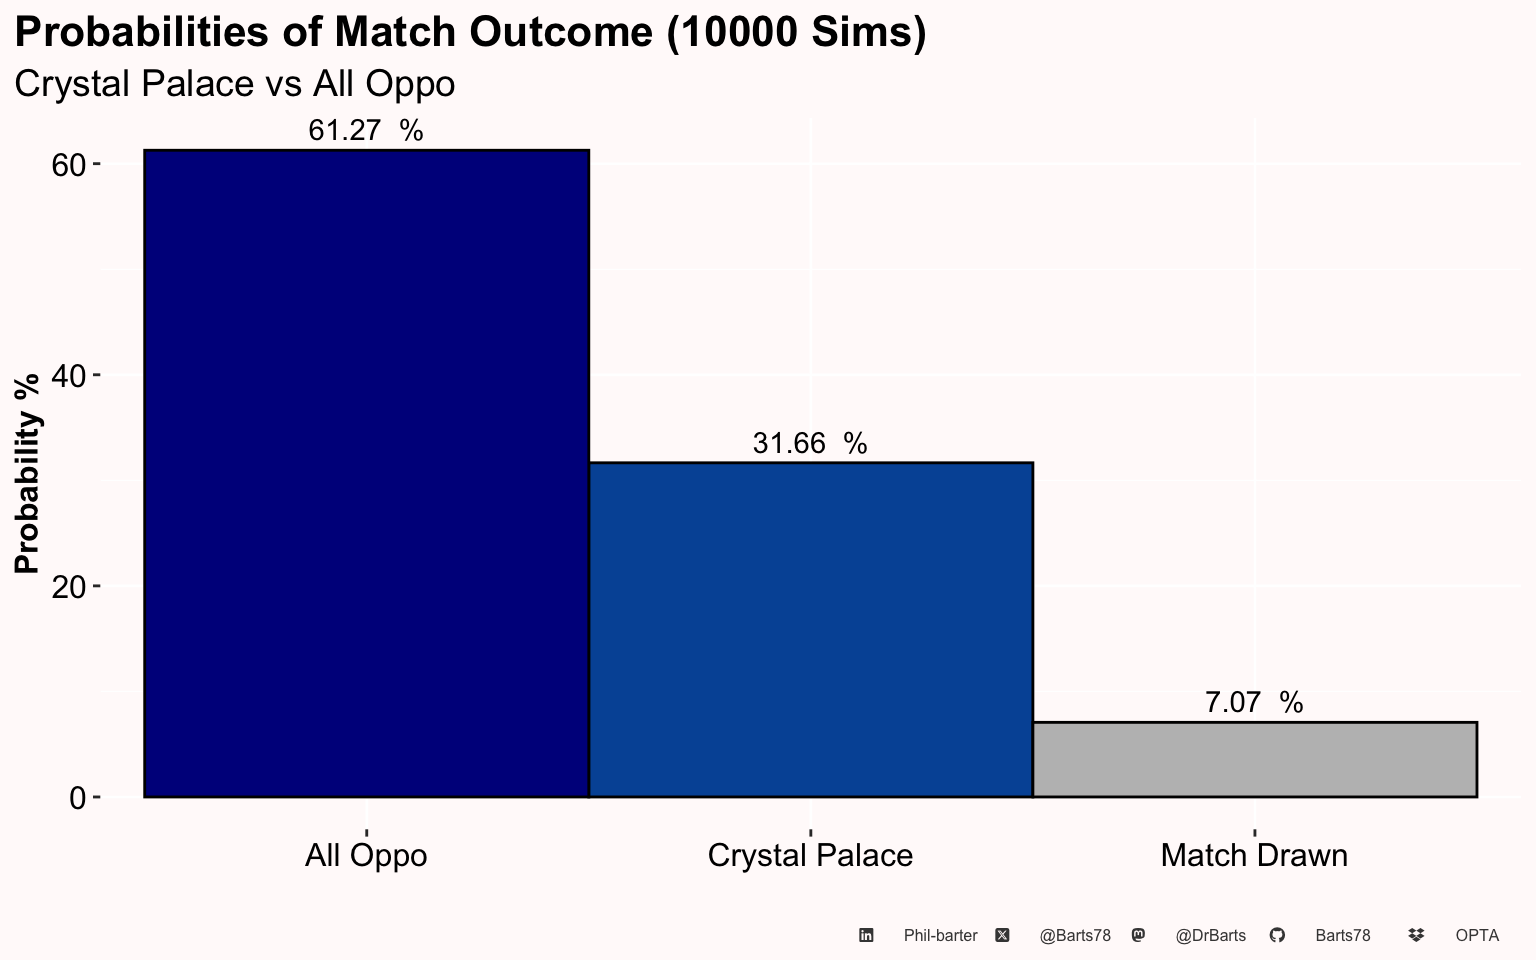 Probabilities of Match Outcome (10000 Sims)
Crystal Palace vs All Oppo
61.27 %
60
40
31.66 %
Probability %
20
7.07 %
0
All Oppo Crystal Palace Match Drawn
Phil-barter @Barts78 @DrBarts Barts78 OPTA